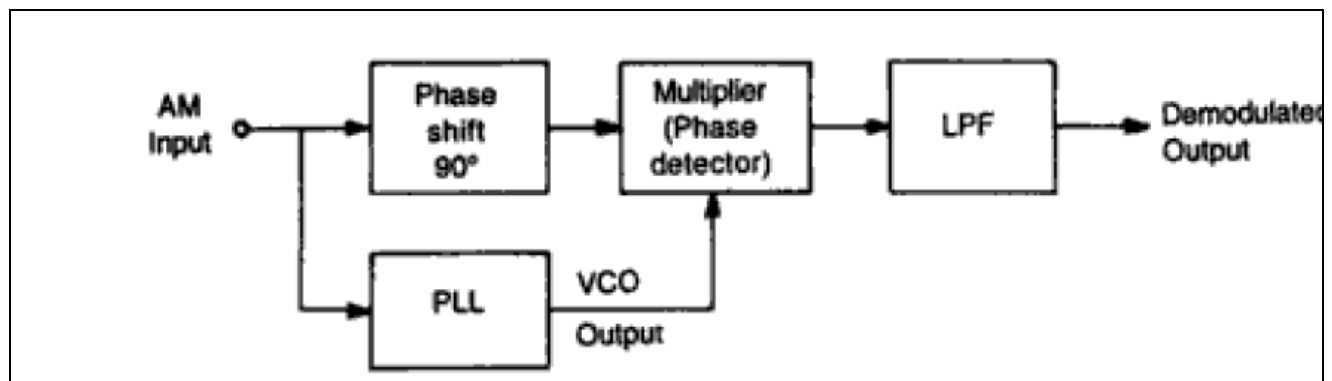 AM
Input
Phase
shift
90°
Multiplier
(Phase
detector)
LPF
Demodulated
Output
PLL
VCO
Output